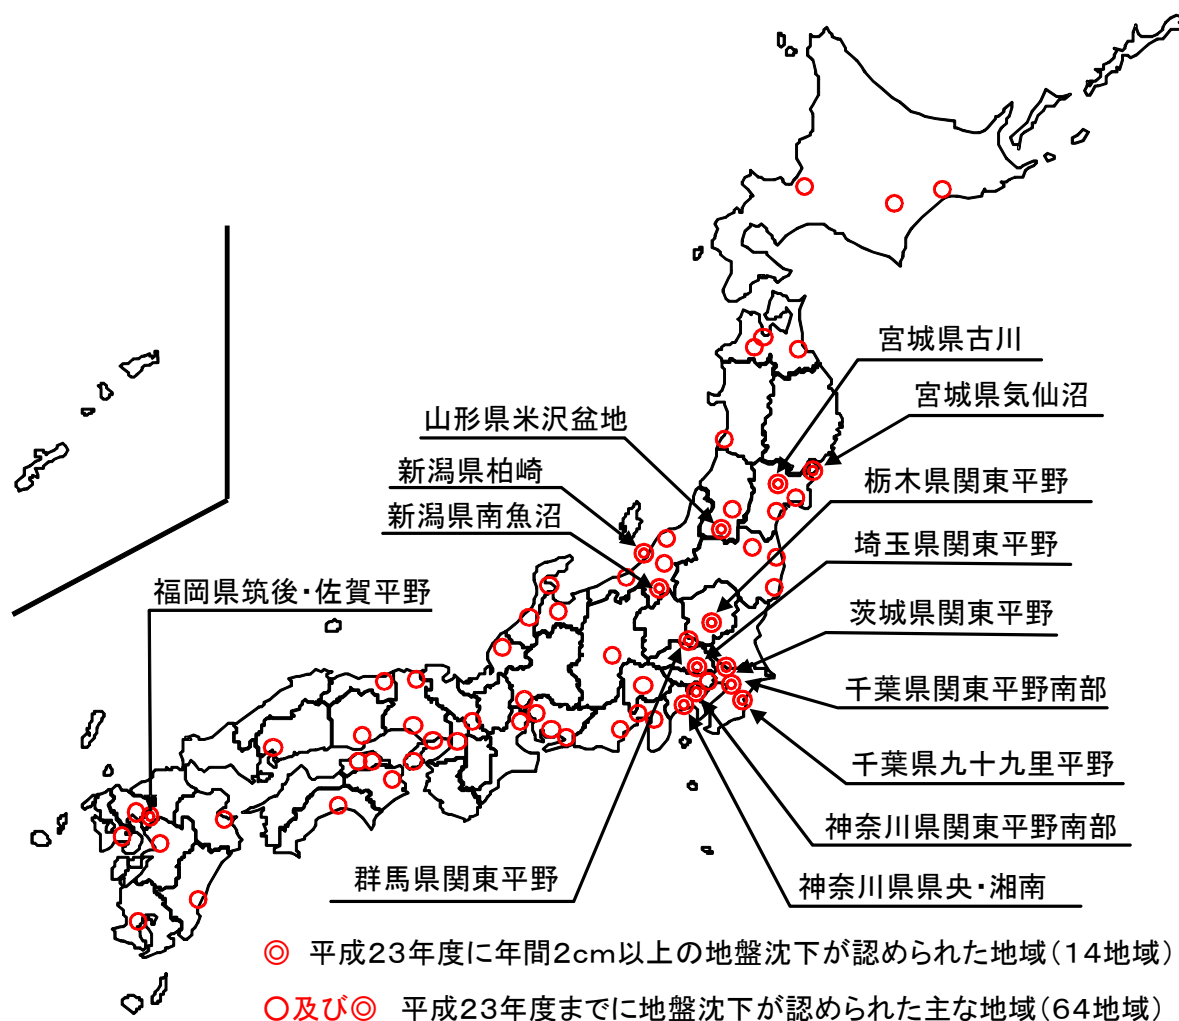 宮城県古川
宮城県気仙沼
山形県米沢盆地
新潟県柏崎
栃木県関東平野
新潟県南魚沼
埼玉県関東平野
福岡県筑後・佐賀平野
茨城県関東平野
千葉県関東平野南部
千葉県九十九里平野
神奈川県関東平野南部
群馬県関東平野
神奈川県県央・湘南
◎ 平成23年度に年間2cm以上の地盤沈下が認められた地域(14地域)
○及び◎ 平成23年度までに地盤沈下が認められた主な地域(64地域)